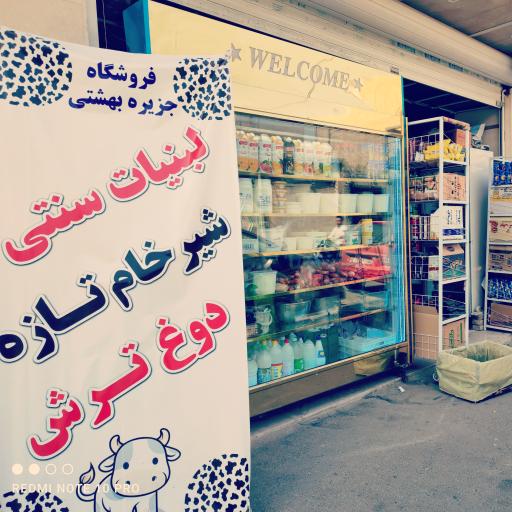 فروشگاه
جزیره بهشتی
لبنیات سنتی
شیر خام تازه
دوغ ترش
WELCOME
REDMI NOTE 10 PRO